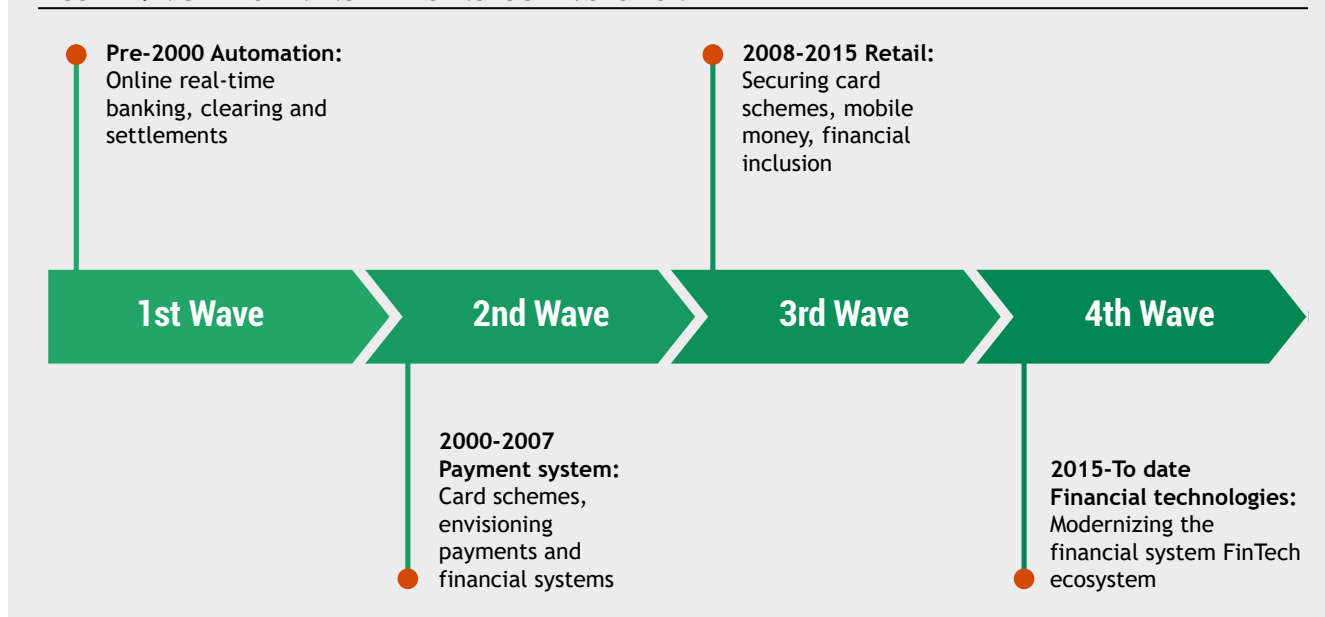 Pre-2000 Automation:
Online real-time
banking, clearing and
settlements
2008-2015 Retail:
Securing card
schemes, mobile
money, financial
inclusion
1st Wave
2nd Wave
3rd Wave
4th Wave
2000-2007
Payment system:
Card schemes,
envisioning
payments and
financial systems
2015-To date
Financial technologies:
Modernizing the
financial system FinTech
ecosystem